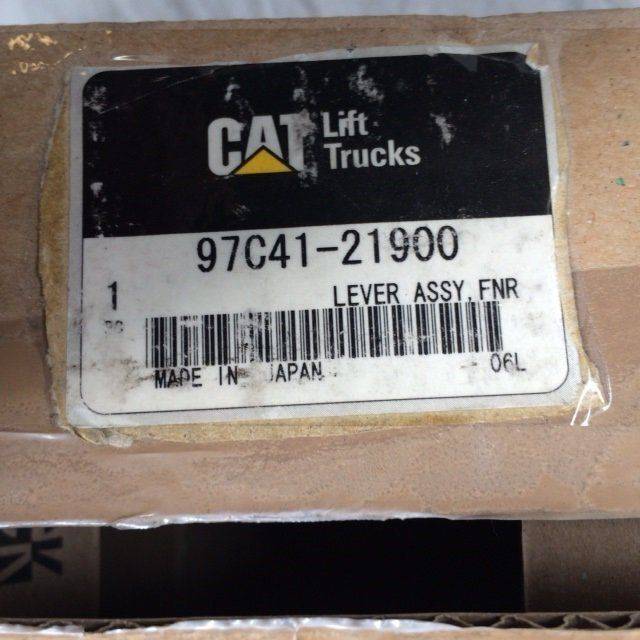 CAT Lift Trucks
97C41-21900
1 LEVER ASSY, FNR
MADE IN JAPAN 06L